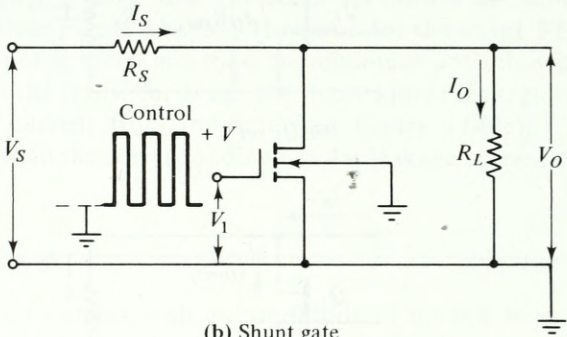 I_S
R_S
I_O
Control
+ V
V_S
R_L
V_O
V_1
(b) Shunt gate